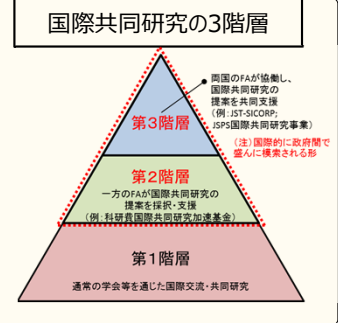 国際共同研究の3階層
両国のFAが協働し、
国際共同研究の
提案を共同支援
(例：JST-SICORP;
JSPS国際共同研究事業)
(注)国際的に政府間で
盛んに模索される形
第3階層
第2階層
一方のFAが国際共同研究の
提案を採択・支援
(例：科研費国際共同研究加速基金)
第1階層
通常の学会等を通じた国際交流・共同研究